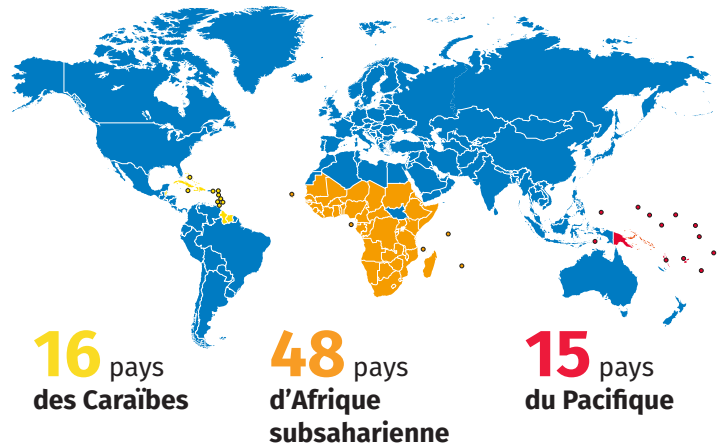 16 pays
des Caraïbes
48 pays
d’Afrique
subsaharienne
15 pays
du Pacifique